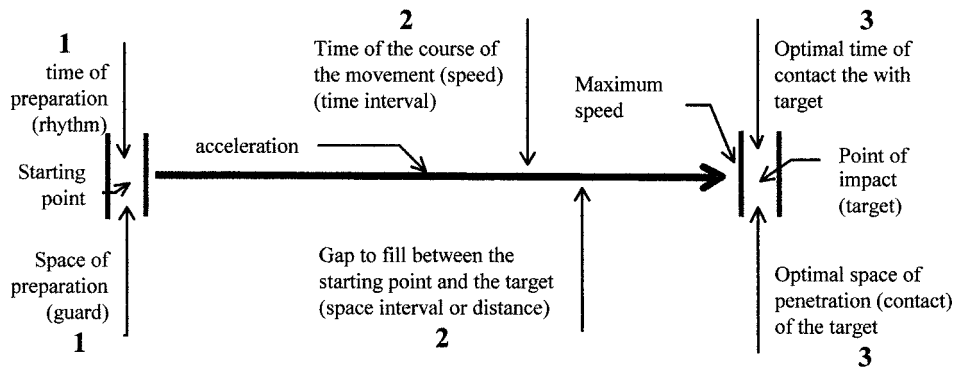 1
time of
preparation
(rhythm)
Starting
point
Space of
preparation
(guard)
1
2
Time of the course of
the movement (speed)
(time interval)
acceleration
Gap to fill between the
starting point and the target
(space interval or distance)
2
Maximum
speed
3
Optimal time of
contact the with
target
Point of
impact
(target)
Optimal space of
penetration (contact)
of the target
3